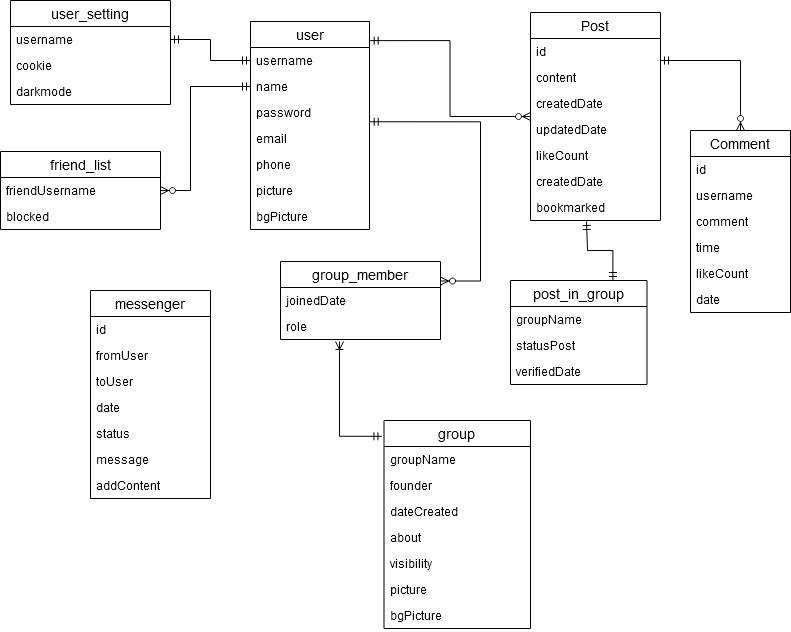 user_setting
username
cookie
darkmode
user
username
name
password
email
phone
picture
bgPicture
Post
id
content
createdDate
updatedDate
likeCount
createdDate
bookmarked
Comment
id
username
comment
time
likeCount
date
friend_list
friendUsername
blocked
group_member
joinedDate
role
post_in_group
groupName
statusPost
verifiedDate
messenger
id
fromUser
toUser
date
status
message
addContent
group
groupName
founder
dateCreated
about
visibility
picture
bgPicture